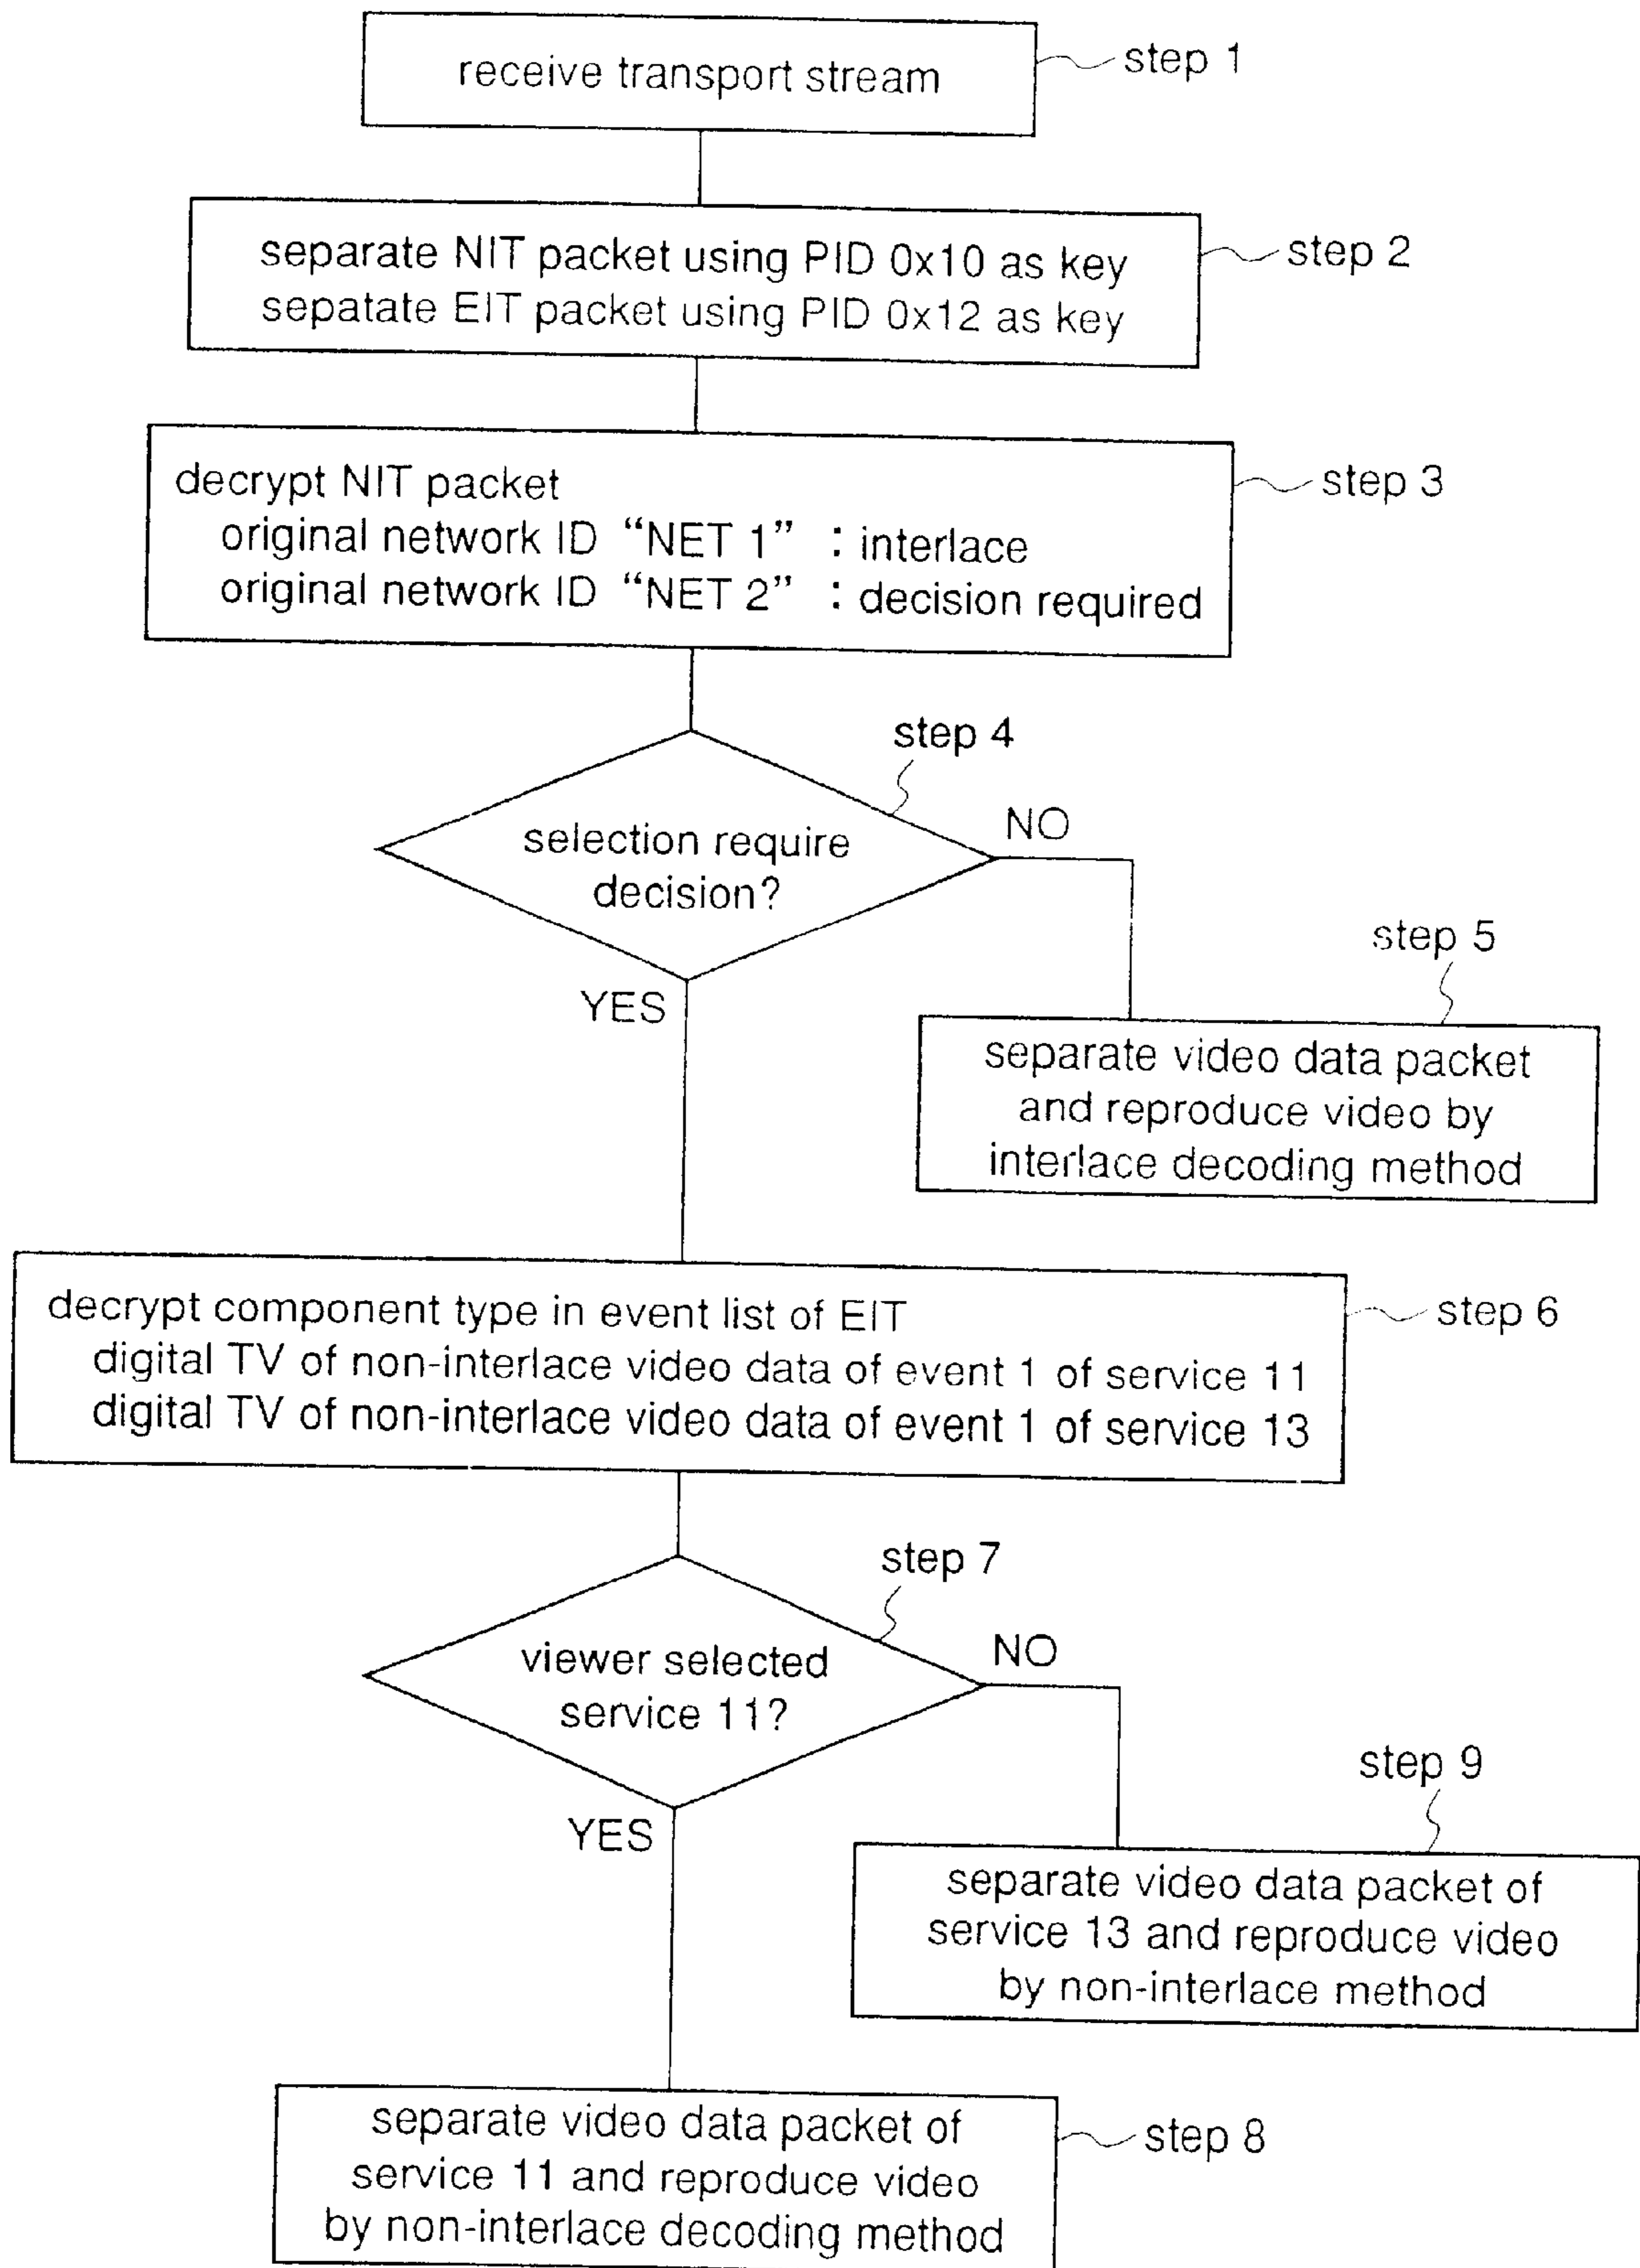 receive transport stream
step 1
separate NIT packet using PID 0x10 as key
sepatate EIT packet using PID 0x12 as key
step 2
decrypt NIT packet
original network ID “NET 1” : interlace
original network ID “NET 2” : decision required
step 3
step 4
selection require
decision?
NO
YES
step 5
separate video data packet
and reproduce video by
interlace decoding method
decrypt component type in event list of EIT
digital TV of non-interlace video data of event 1 of service 11
digital TV of non-interlace video data of event 1 of service 13
step 6
step 7
viewer selected
service 11?
NO
YES
step 9
separate video data packet of
service 13 and reproduce video
by non-interlace method
separate video data packet of
service 11 and reproduce video
by non-interlace decoding method
step 8